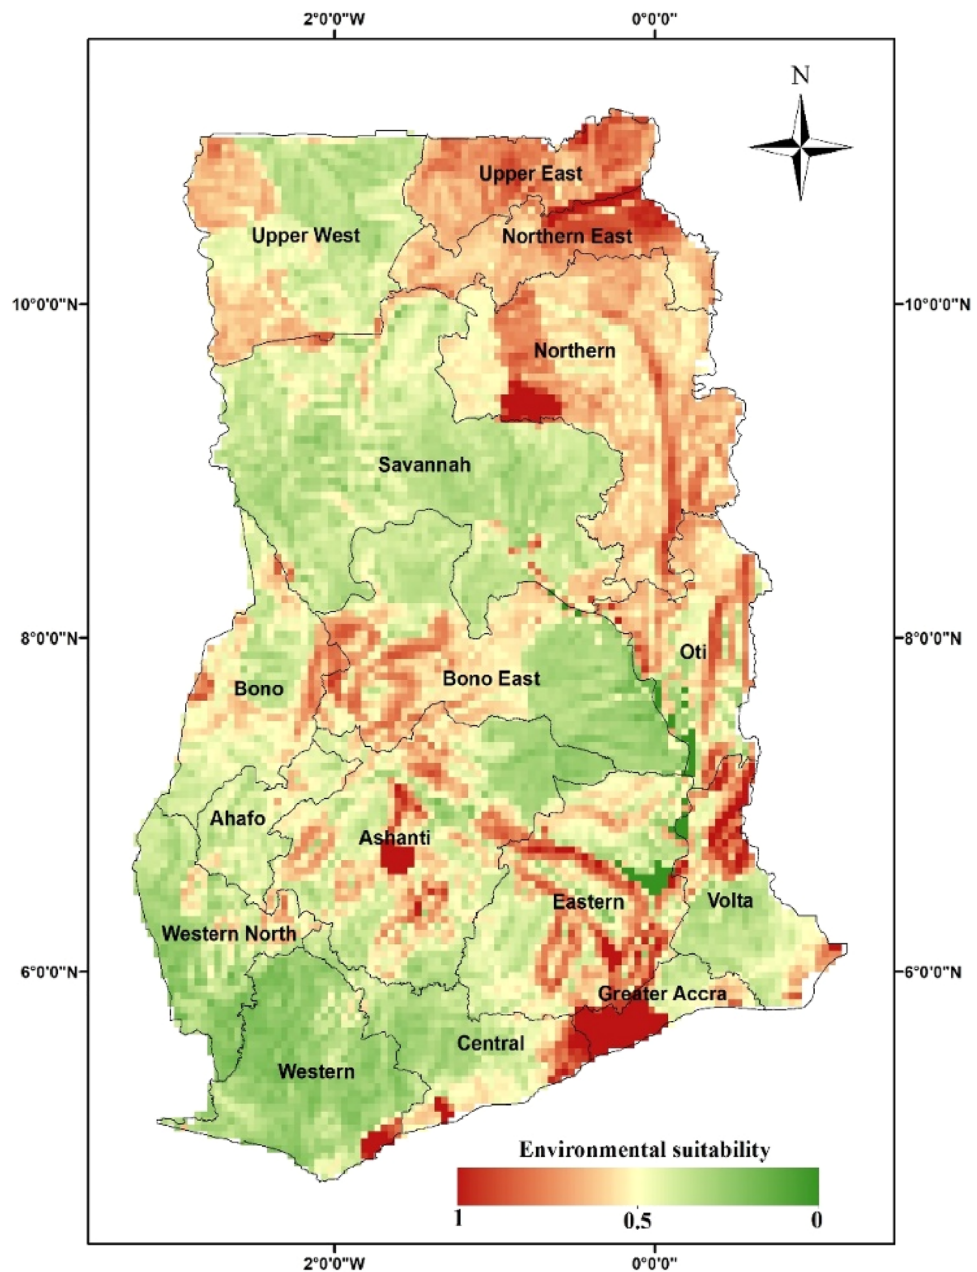 2°0'0"W 0°0'0"
N
Upper East
Upper West
Northern East
10°0'0"N 10°0'0"N
Northern
Savannah
8°0'0"N 8°0'0"N
Oti
Bono East
Bono
Ahafo
Ashanti
Eastern
Volta
Western North
6°0'0"N 6°0'0"N
Greater Accra
Central
Western
Environmental suitability
1 0.5 0
2°0'0"W 0°0'0"